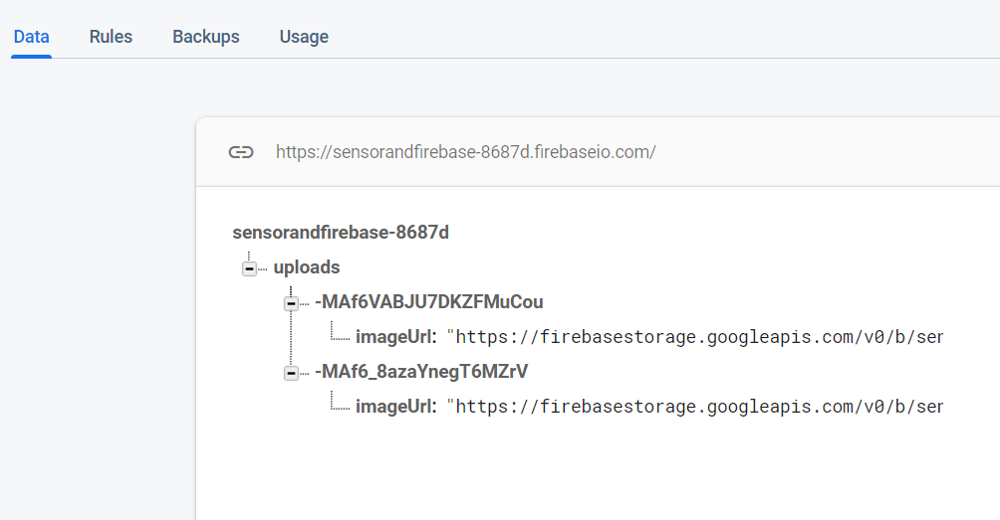 Data Rules Backups Usage
https://sensorandfirebase-8687d.firebaseio.com/
sensorandfirebase-8687d
uploads
-MAf6VABJU7DKZFMuCou
imageUrl: "https://firebasestorage.googleapis.com/v0/b/ser
-MAf6_8azaYnegT6MZrV
imageUrl: "https://firebasestorage.googleapis.com/v0/b/ser